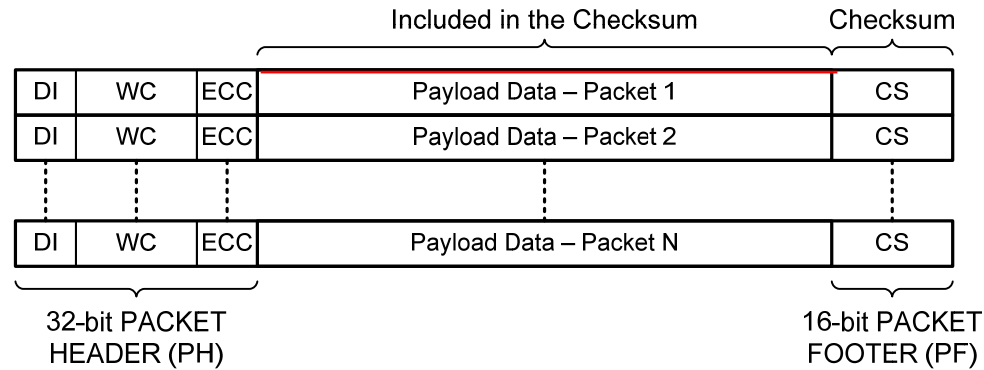 Included in the Checksum Checksum
DI WC ECC Payload Data – Packet 1 CS
DI WC ECC Payload Data – Packet 2 CS
DI WC ECC Payload Data – Packet N CS
32-bit PACKET 16-bit PACKET
HEADER (PH) FOOTER (PF)